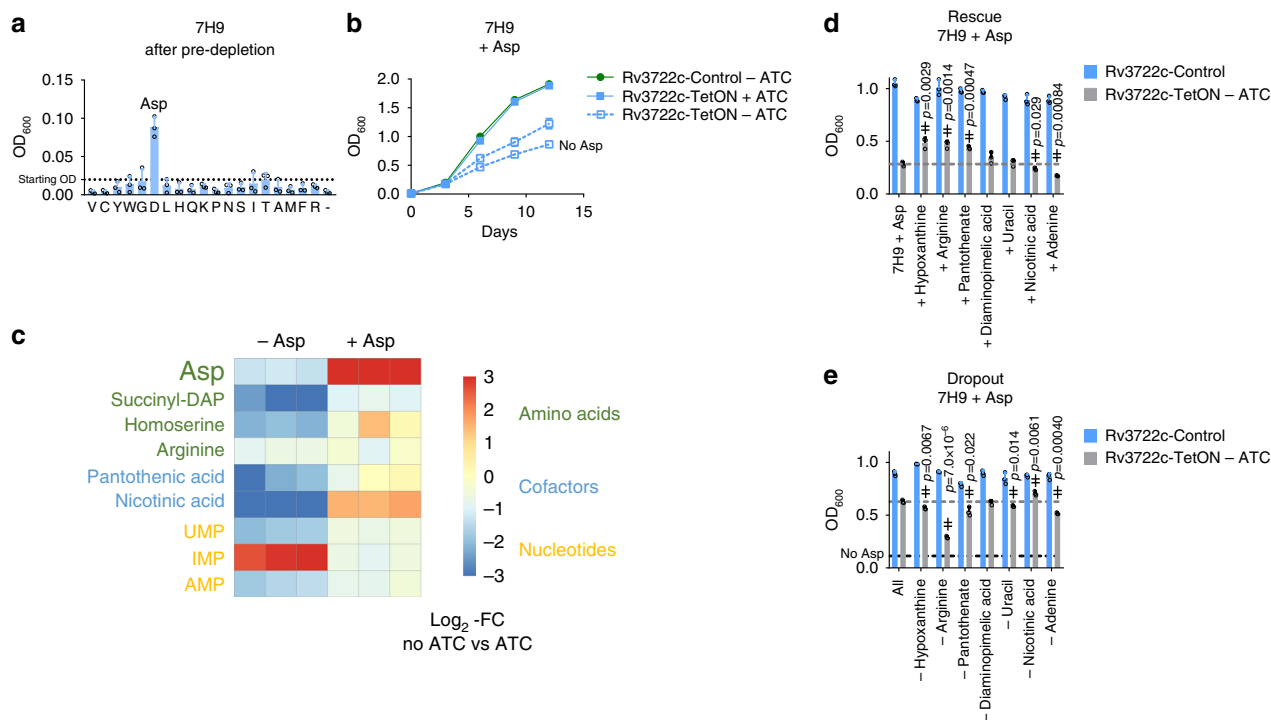 a
7H9
after pre-depletion
0.15
0.10
0.05
0.00
OD600
Starting OD
Asp
V C Y W G D L H Q K P N S I T A M F R -
b
7H9
+ Asp
2.0
1.5
1.0
0.5
0.0
OD600
0 5 10 15
Days
No Asp
Rv3722c-Control – ATC
Rv3722c-TetON + ATC
Rv3722c-TetON – ATC
c
– Asp + Asp
Asp
Succinyl-DAP
Homoserine
Arginine
Pantothenic acid
Nicotinic acid
UMP
IMP
AMP
3
2
1
0
–1
–2
–3
Amino acids
Cofactors
Nucleotides
Log2 -FC
no ATC vs ATC
d
Rescue
7H9 + Asp
1.0
0.5
0.0
OD600
ǂ p=0.0029
ǂ p=0.0014
ǂ p=0.00047
ǂ p=0.029
ǂ p=0.00084
7H9 + Asp
+ Hypoxanthine
+ Arginine
+ Pantothenate
+ Diaminopimelic acid
+ Uracil
+ Nicotinic acid
+ Adenine
Rv3722c-Control
Rv3722c-TetON – ATC
e
Dropout
7H9 + Asp
1.0
0.5
0.0
OD600
No Asp
ǂ p=0.0067
ǂ p=7.0×10–6
ǂ p=0.022
ǂ p=0.014
ǂ p=0.0061
ǂ p=0.00040
All
– Hypoxanthine
– Arginine
– Pantothenate
– Diaminopimelic acid
– Uracil
– Nicotinic acid
– Adenine
Rv3722c-Control
Rv3722c-TetON – ATC